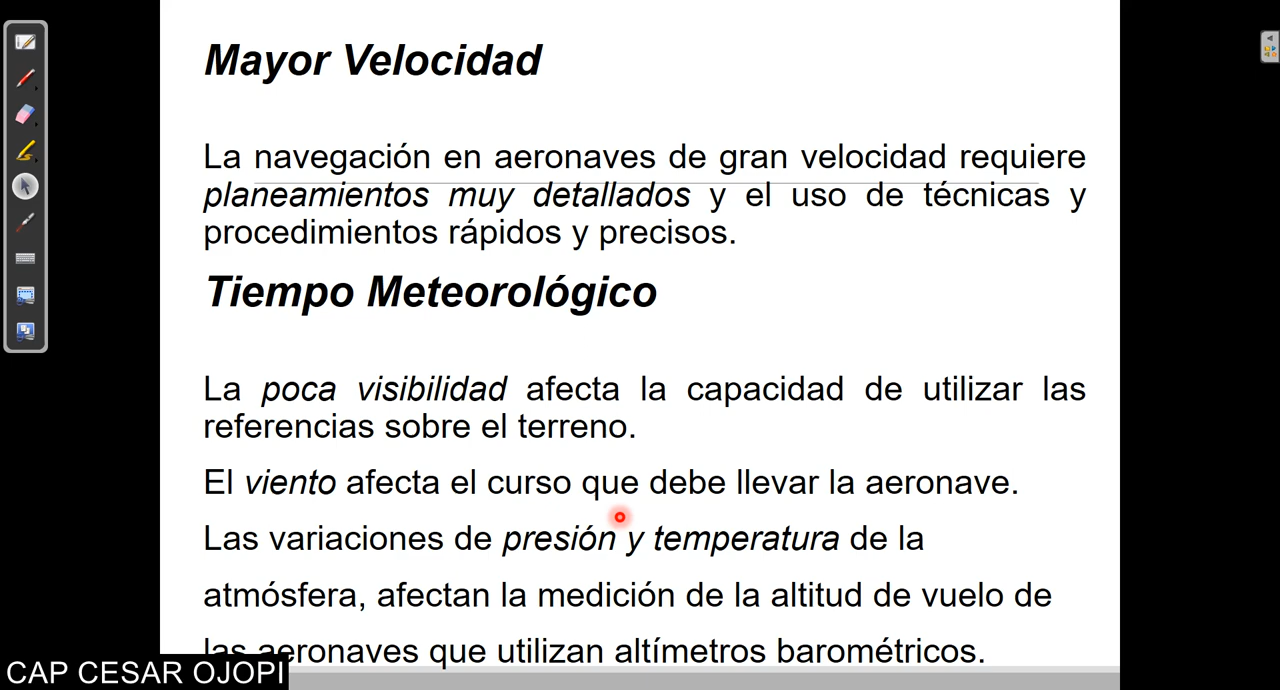 Mayor Velocidad
La navegación en aeronaves de gran velocidad requiere
planeamientos muy detallados y el uso de técnicas y
procedimientos rápidos y precisos.
Tiempo Meteorológico
La poca visibilidad afecta la capacidad de utilizar las
referencias sobre el terreno.
El viento afecta el curso que debe llevar la aeronave.
Las variaciones de presión y temperatura de la
atmósfera, afectan la medición de la altitud de vuelo de
las aeronaves que utilizan altímetros barométricos.
CAP CESAR OJOPI